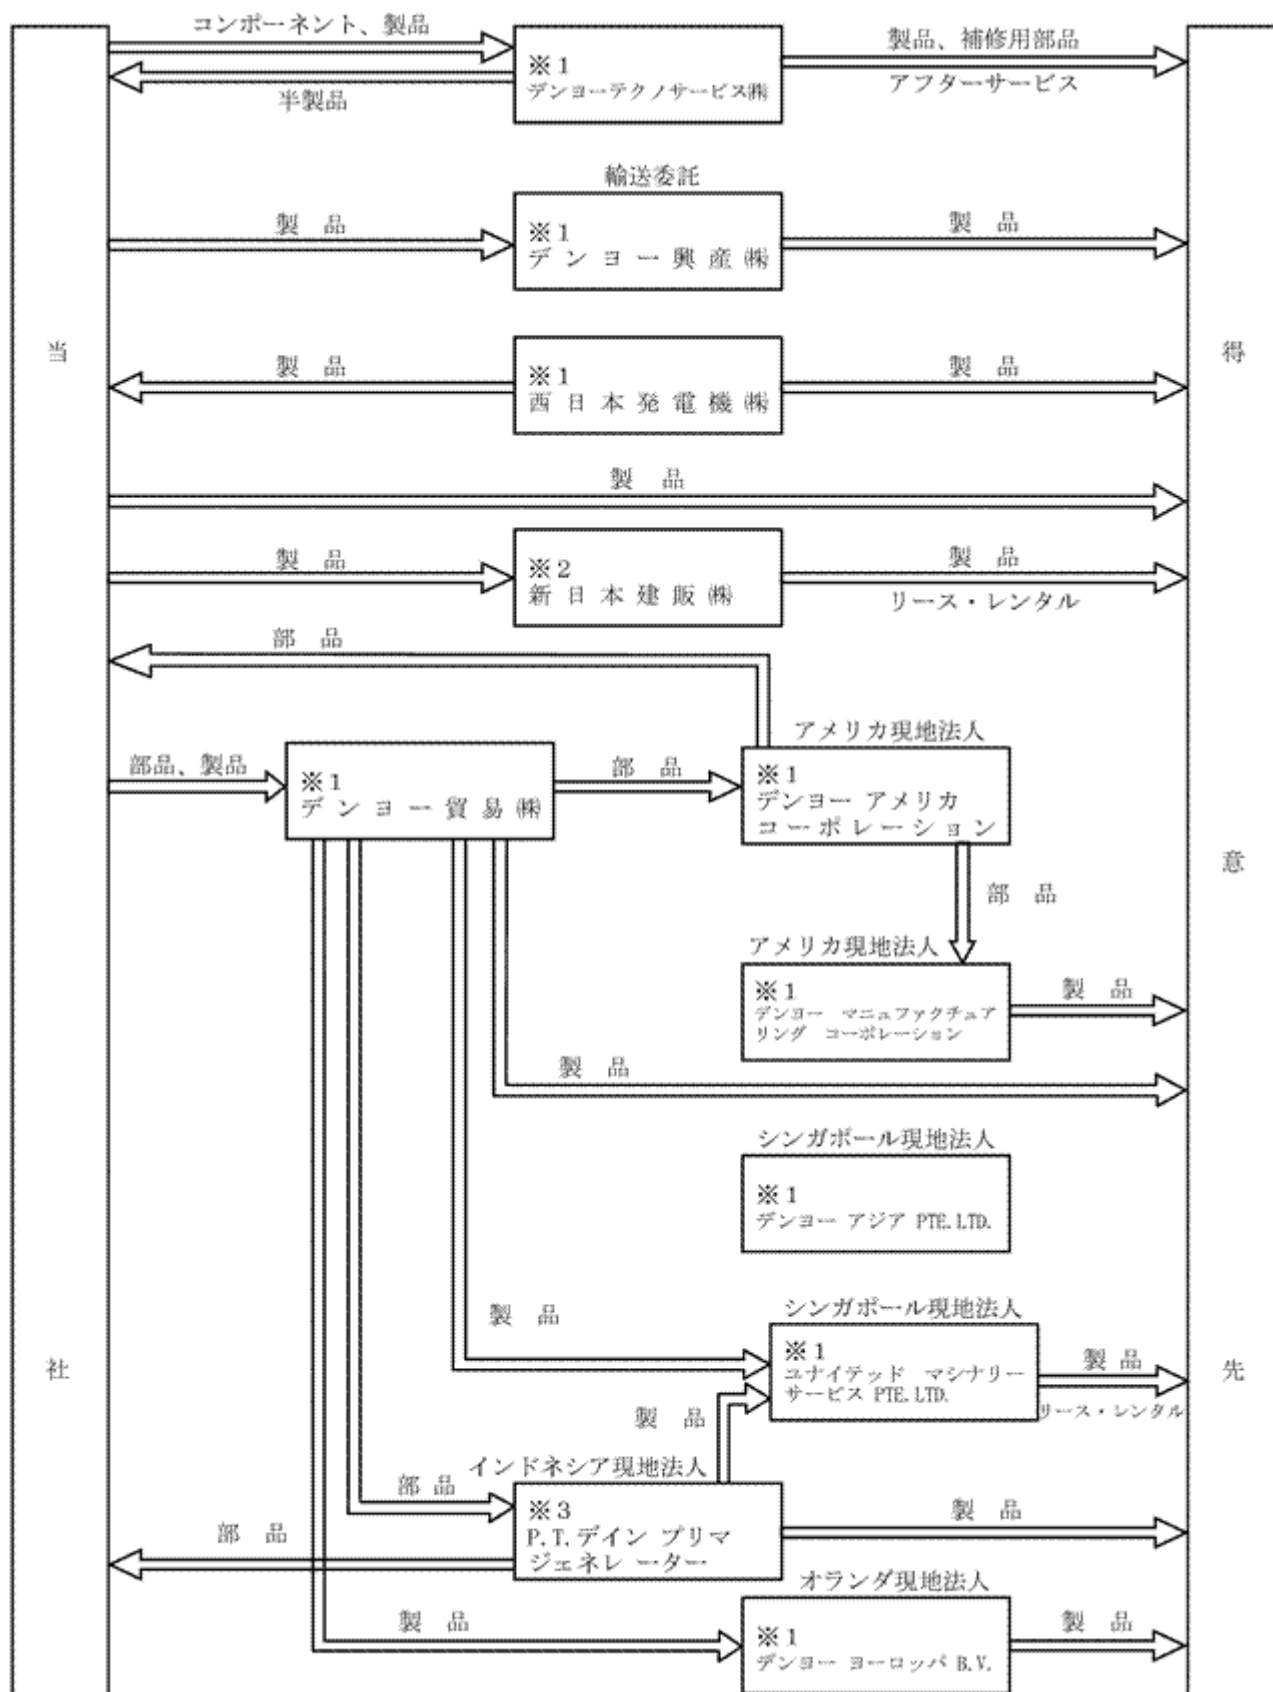 コンポーネント、製品
半製品
※1
デンヨーテクノサービス㈱
製品、補修用部品
アフターサービス
輸送委託
製 品
※1
デンヨー興産㈱
製 品
製 品
※1
西日本発電機㈱
製 品
製 品
製 品
※2
新日本建販㈱
製 品
リース・レンタル
部 品
部品、製品
※1
デンヨー貿易㈱
部 品
アメリカ現地法人
※1
デンヨー アメリカ
コーポレーション
部 品
アメリカ現地法人
※1
デンヨー マニュファクチュア
リング コーポレーション
製 品
製 品
シンガポール現地法人
※1
デンヨー アジア PTE.LTD.
シンガポール現地法人
製 品
※1
ユナイテッド マシナリー
サービス PTE.LTD.
製 品
リース・レンタル
製 品
インドネシア現地法人
部 品
※3
P.T.デイン プリマ
ジェネレーター
製 品
部 品
オランダ現地法人
製 品
※1
デンヨー ヨーロッパ B.V.
製 品
当社
得意先